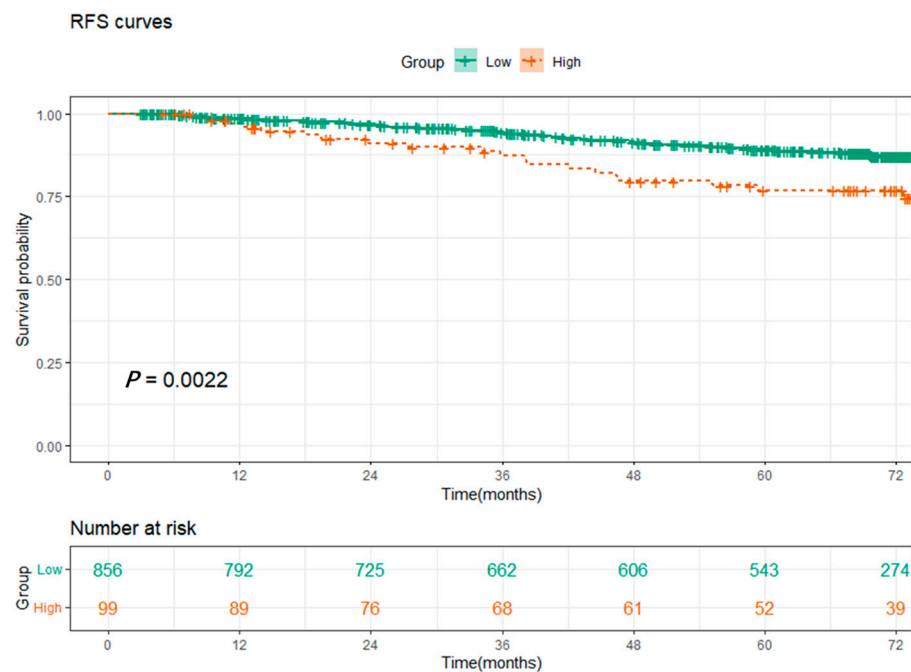 RFS curves
Group Low High
1.00
0.75
0.50
0.25
0.00
Survival probability
P = 0.0022
0 12 24 36 48 60 72
Time(months)
Number at risk
Group
Low 856 792 725 662 606 543 274
High 99 89 76 68 61 52 39
0 12 24 36 48 60 72
Time(months)